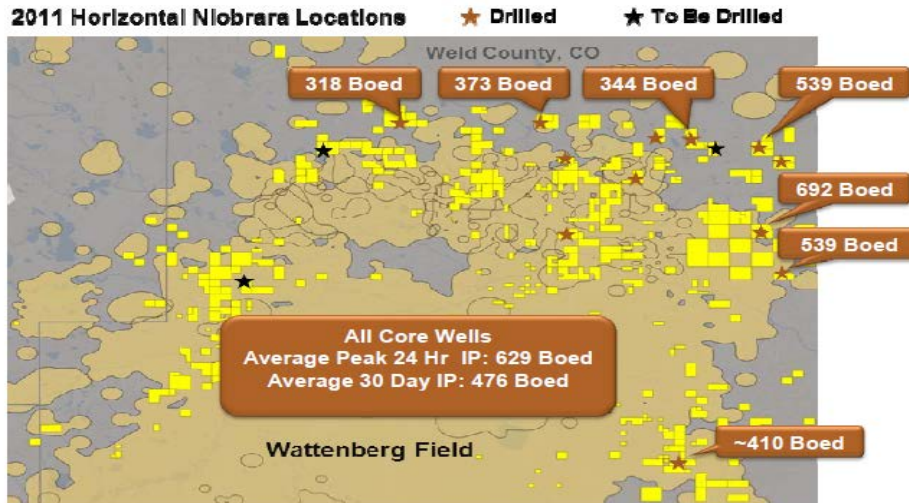 2011 Horizontal Niobrara Locations ★ Drilled ★ To Be Drilled
Weld County, CO
318 Boed 373 Boed 344 Boed 539 Boed
692 Boed
539 Boed
All Core Wells
Average Peak 24 Hr IP: 629 Boed
Average 30 Day IP: 476 Boed
Wattenberg Field
~410 Boed